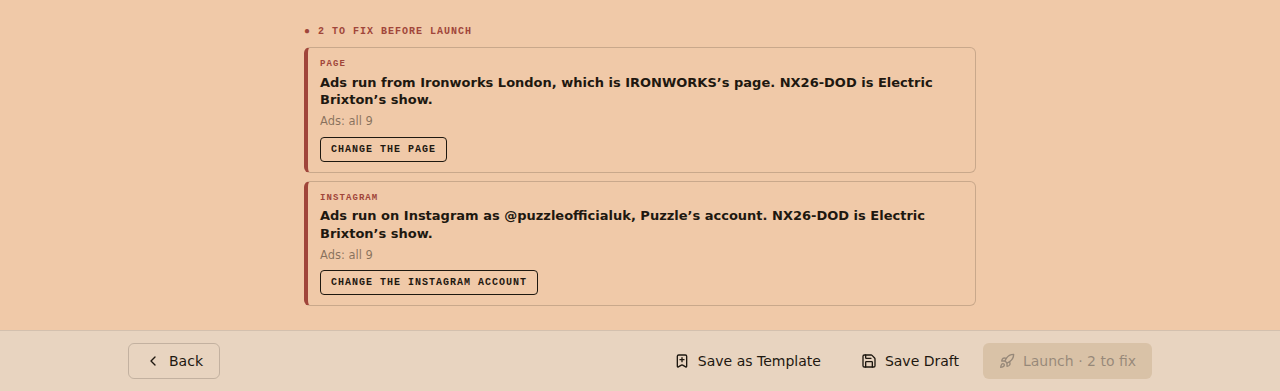 ● 2 TO FIX BEFORE LAUNCH
PAGE
Ads run from Ironworks London, which is IRONWORKS’s page. NX26-DOD is Electric
Brixton’s show.
Ads: all 9
CHANGE THE PAGE
INSTAGRAM
Ads run on Instagram as @puzzleofficialuk, Puzzle’s account. NX26-DOD is Electric
Brixton’s show.
Ads: all 9
CHANGE THE INSTAGRAM ACCOUNT
Back
Save as Template
Save Draft
Launch · 2 to fix